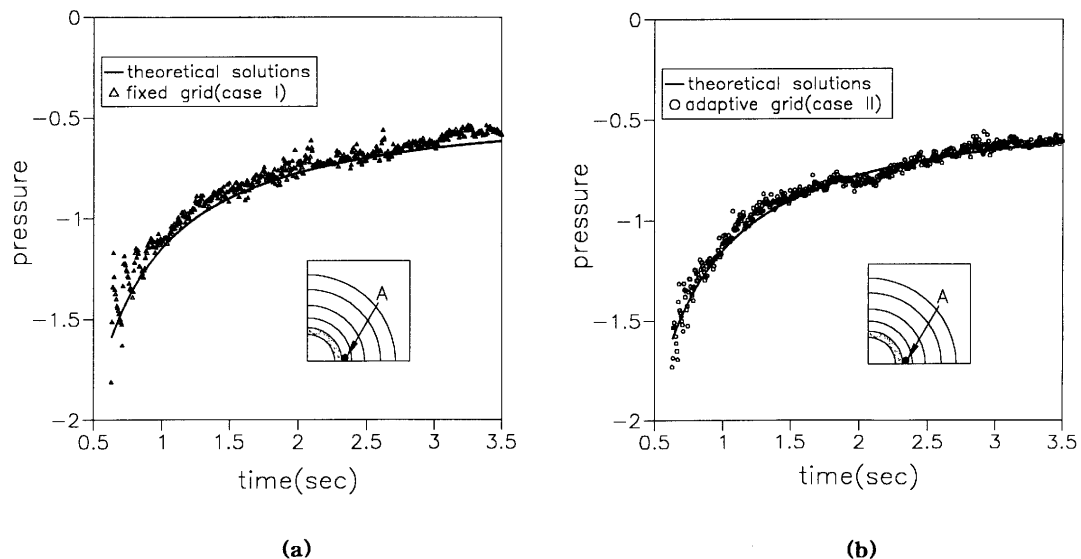 0
−0.5
−1
−1.5
−2
pressure
theoretical solutions
fixed grid(case I)
A
0.5 1 1.5 2 2.5 3 3.5
time(sec)
(a)
0
−0.5
−1
−1.5
−2
pressure
theoretical solutions
adaptive grid(case II)
A
0.5 1 1.5 2 2.5 3 3.5
time(sec)
(b)